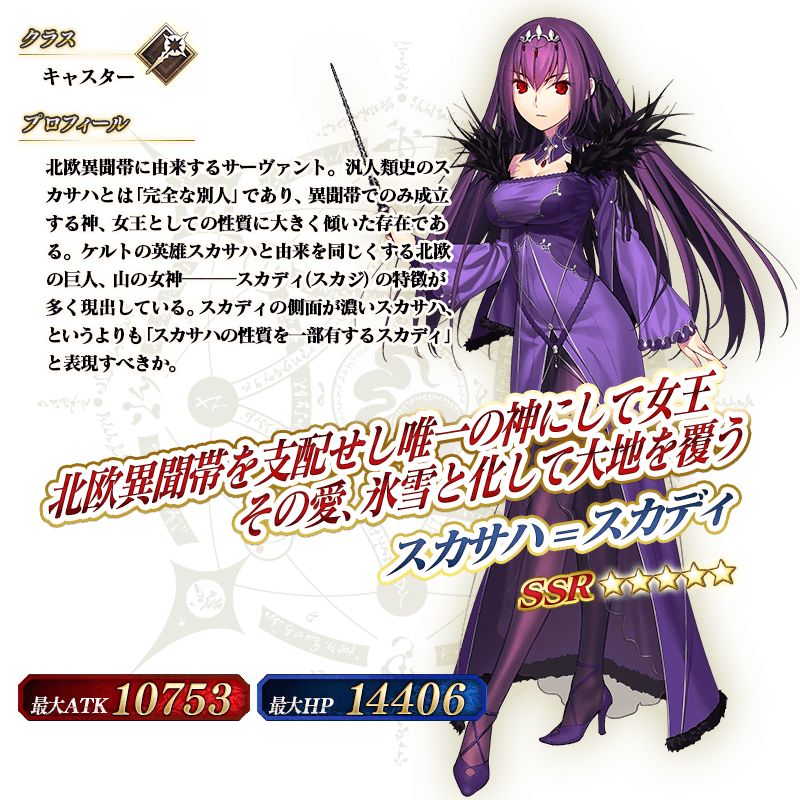 クラス
キャスター
プロフィール
北欧異聞帯に由来するサーヴァント。汎人類史のス
カサハとは「完全な別人」であり、異聞帯でのみ成立
する神、女王としての性質に大きく傾いた存在であ
る。ケルトの英雄スカサハと由来を同じくする北欧
の巨人、山の女神───スカディ(スカジ)の特徴が
多く現出している。スカディの側面が濃いスカサハ、
というよりも「スカサハの性質を一部有するスカディ」
と表現すべきか。
北欧異聞帯を支配せし唯一の神にして女王
その愛、氷雪と化して大地を覆う
スカサハ=スカディ
SSR ☆☆☆☆☆
最大ATK 10753
最大HP 14406